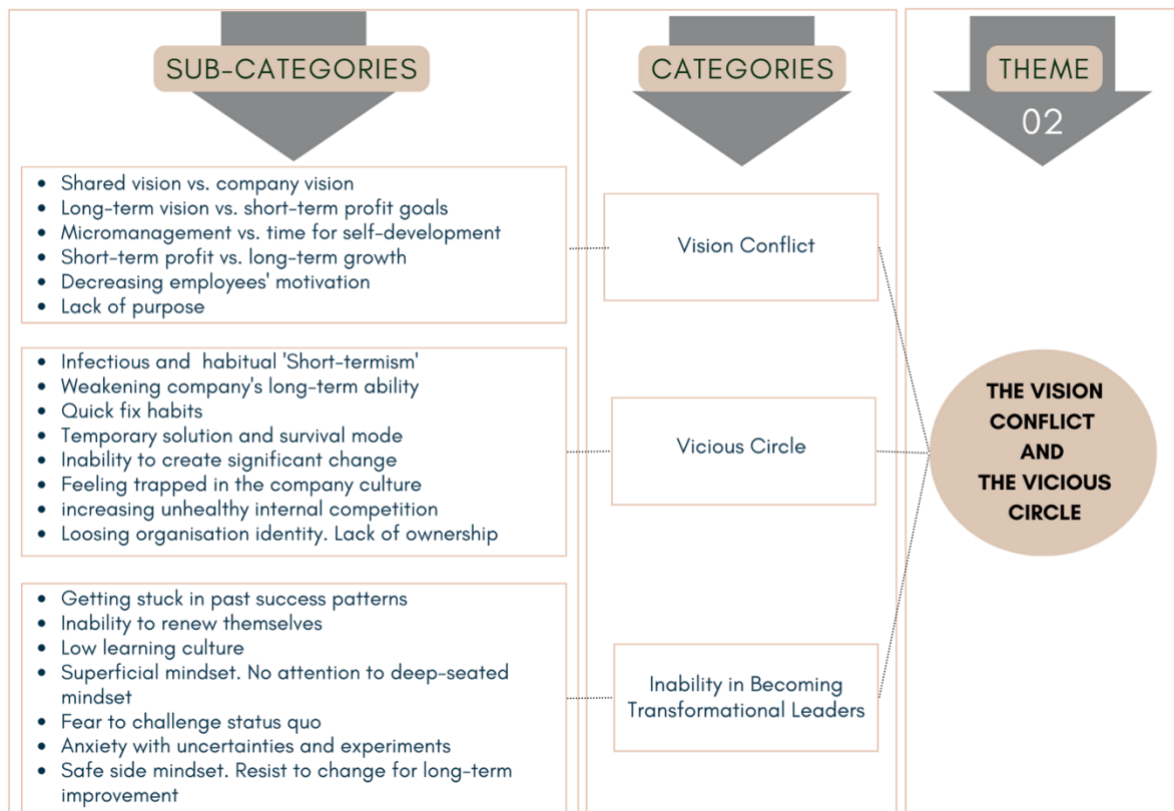 SUB-CATEGORIES
CATEGORIES
THEME
02
• Shared vision vs. company vision
• Long-term vision vs. short-term profit goals
• Micromanagement vs. time for self-development
• Short-term profit vs. long-term growth
• Decreasing employees' motivation
• Lack of purpose
Vision Conflict
• Infectious and habitual 'Short-termism'
• Weakening company's long-term ability
• Quick fix habits
• Temporary solution and survival mode
• Inability to create significant change
• Feeling trapped in the company culture
• increasing unhealthy internal competition
• Loosing organisation identity. Lack of ownership
Vicious Circle
• Getting stuck in past success patterns
• Inability to renew themselves
• Low learning culture
• Superficial mindset. No attention to deep-seated
mindset
• Fear to challenge status quo
• Anxiety with uncertainties and experiments
• Safe side mindset. Resist to change for long-term
improvement
Inability in Becoming
Transformational Leaders
THE VISION
CONFLICT
AND
THE VICIOUS
CIRCLE